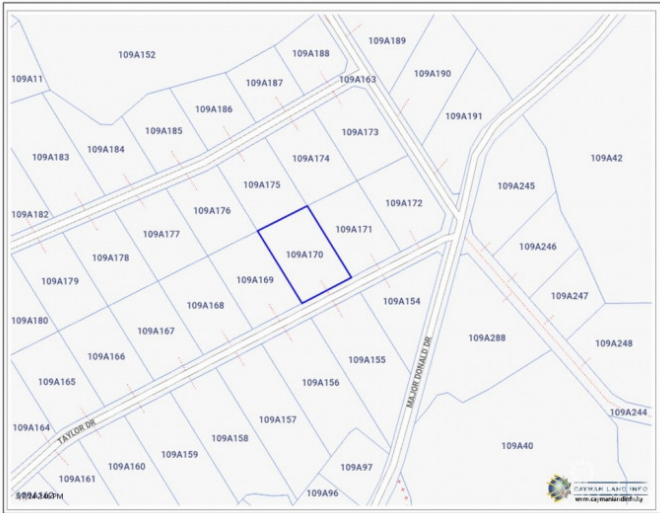 109A188
109A189
109A152
109A11
109A187
109A163
109A190
109A186
109A191
109A185
109A173
109A184
109A183
109A174
109A42
109A175
109A245
109A176
109A172
109A182
109A177
109A171
109A246
109A178
109A170
109A179
109A169
109A247
109A154
109A168
109A180
109A167
109A288
109A248
109A166
109A155
MAJOR DONALD DR
109A165
109A156
109A244
109A157
109A164
TAYLOR DR
109A158
109A40
109A159
109A160
109A97
109A161
109A96
CAYMAN LAND INFO
www.caymanlandinfo.ky